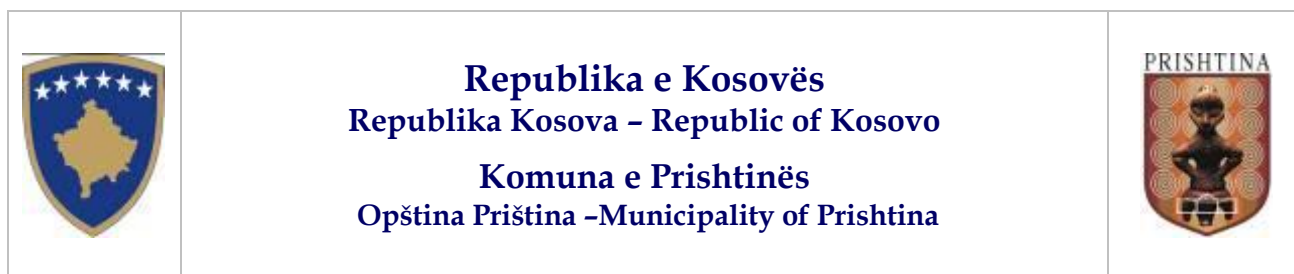 Republika e Kosovës
Republika Kosova – Republic of Kosovo
Komuna e Prishtinës
Opština Priština –Municipality of Prishtina
PRISHTINA